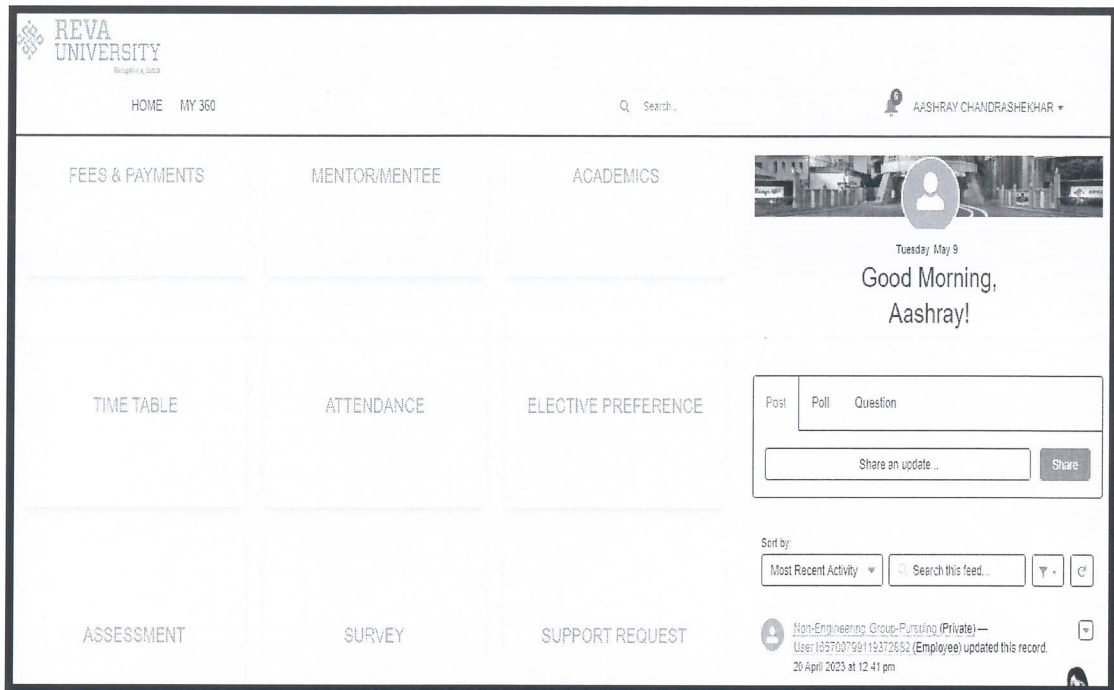 REVA
UNIVERSITY
Bengaluru, India
HOME MY 360
Search...
6
AASHRAY CHANDRASHEKHAR
FEES & PAYMENTS
MENTOR/MENTEE
ACADEMICS
TIME TABLE
ATTENDANCE
ELECTIVE PREFERENCE
ASSESSMENT
SURVEY
SUPPORT REQUEST
Tuesday May 9
Good Morning,
Aashray!
Post Poll Question
Share an update...
Share
Sort by:
Most Recent Activity
Search this feed...
Non-Engineering Group-Pursuing (Private) —
(Employee) updated this record.
20 April 2023 at 12:41 pm